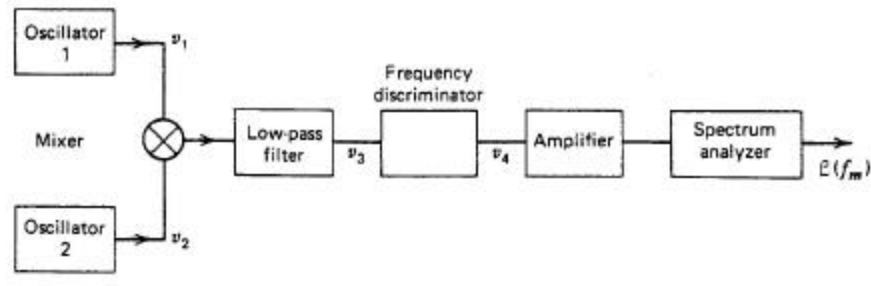 Oscillator
1
v₁
Mixer
Frequency
discriminator
Low-pass
filter
v₃
v₄
Amplifier
Spectrum
analyzer
ℒ(fₘ)
Oscillator
2
v₂